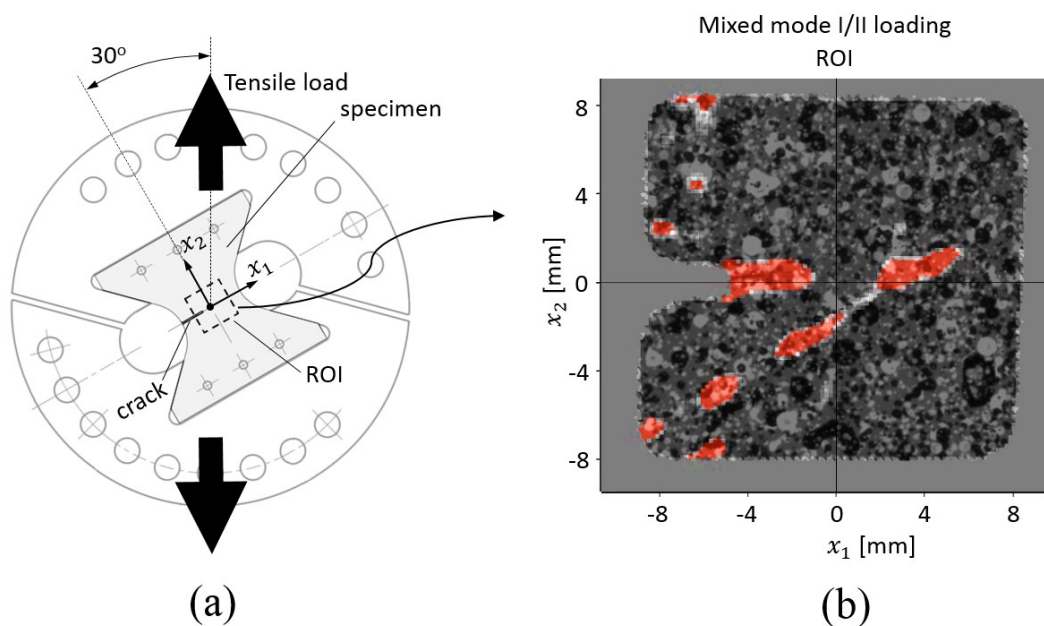 30°
Tensile load
specimen
x₂
x₁
crack
ROI
(a)
Mixed mode I/II loading
ROI
8
4
0
-4
-8
x₂ [mm]
-8 -4 0 4 8
x₁ [mm]
(b)